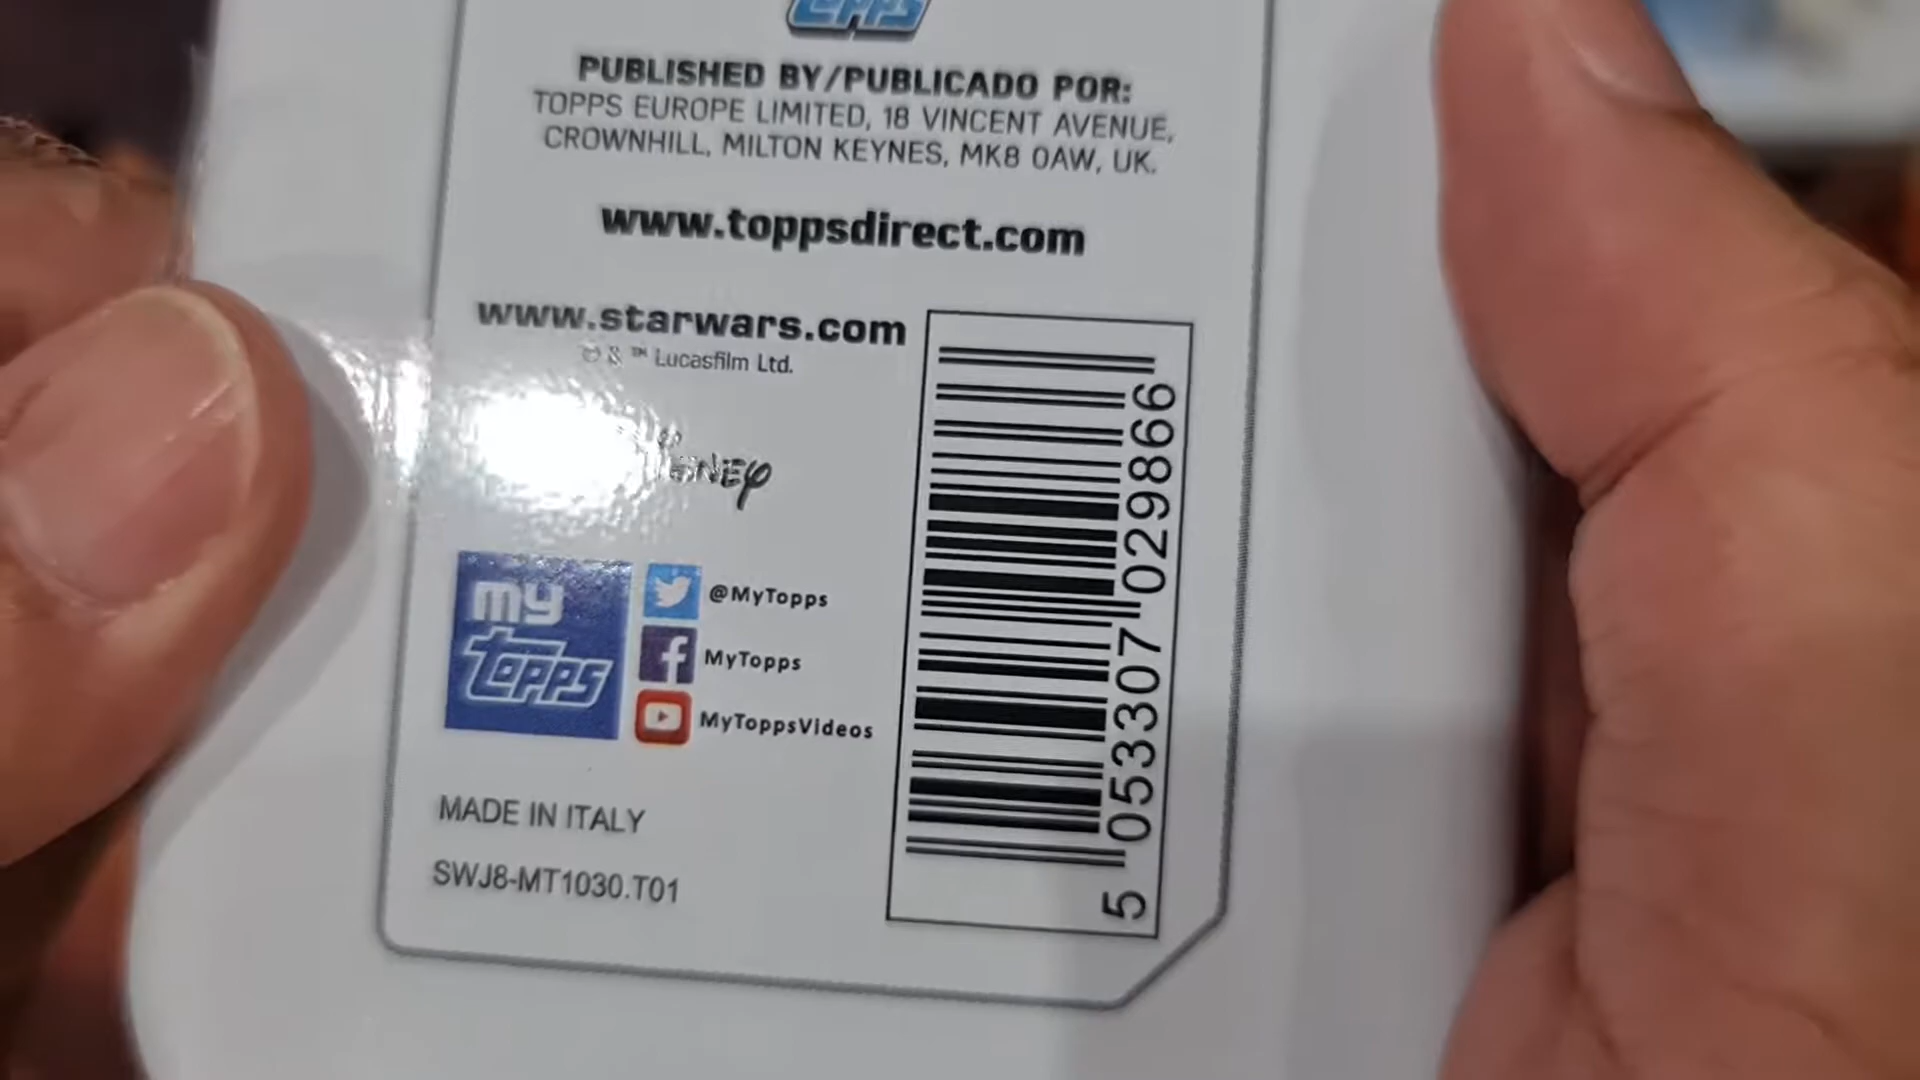 TOPPS
PUBLISHED BY/PUBLICADO POR:
TOPPS EUROPE LIMITED, 18 VINCENT AVENUE,
CROWNHILL, MILTON KEYNES, MK8 0AW, UK.
www.toppsdirect.com
www.starwars.com
& ™ Lucasfilm Ltd.
my
topps
@MyTopps
MyTopps
MyToppsVideos
MADE IN ITALY
SWJ8-MT1030.T01
5 053307 029866